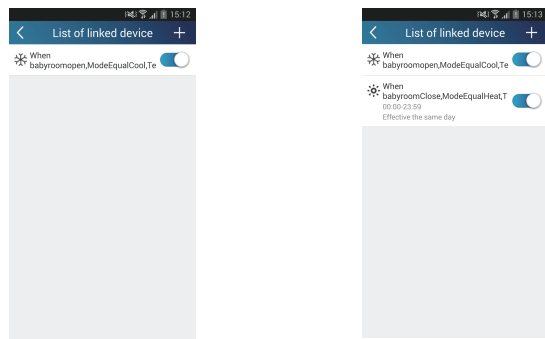 15:12
List of linked device
When
babyroomopen,ModeEqualCool,Te
15:13
List of linked device
When
babyroomopen,ModeEqualCool,Te
When
babyroomClose,ModeEqualHeat,T
00:00-23:59
Effective the same day